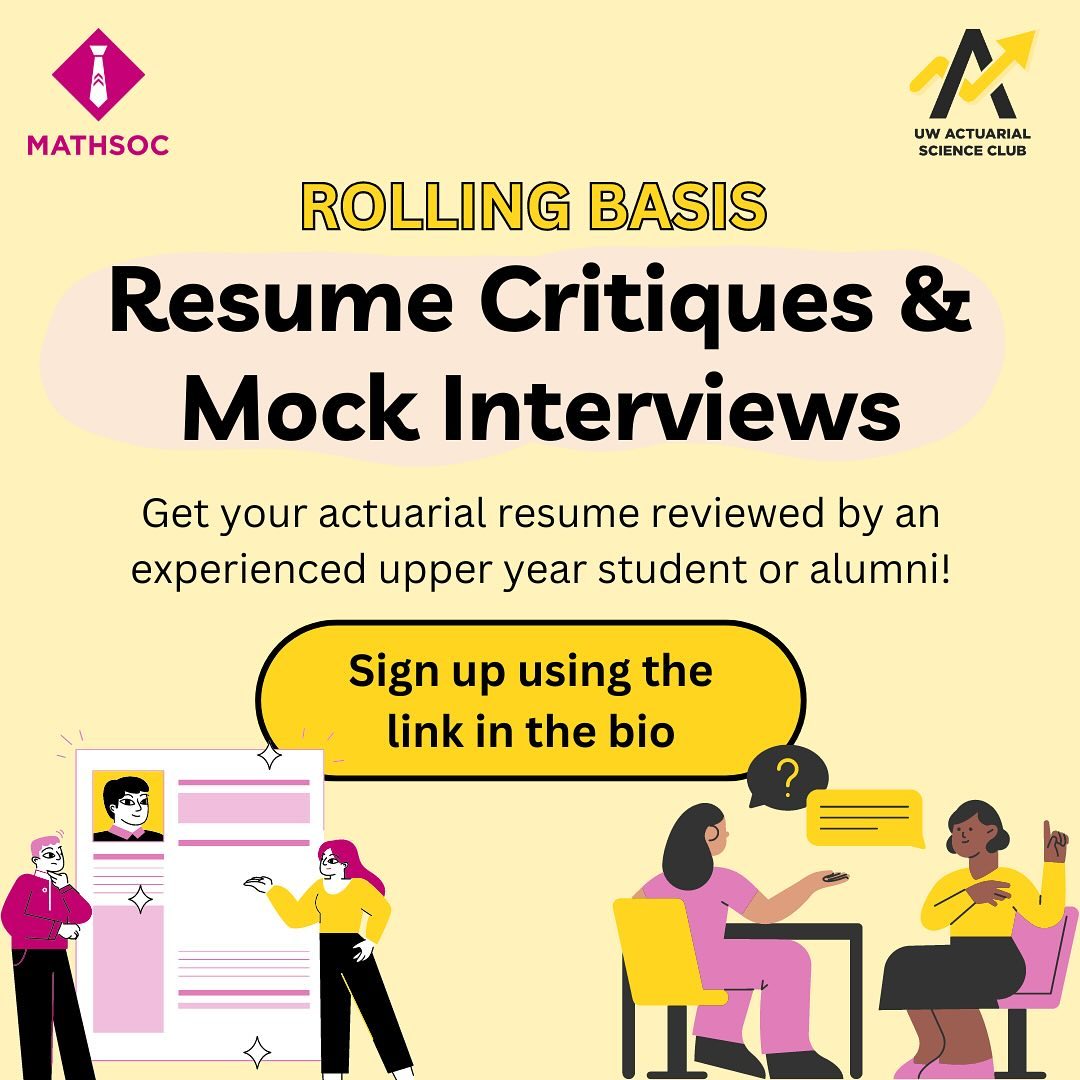 MATHSOC
UW ACTUARIAL
SCIENCE CLUB
ROLLING BASIS
Resume Critiques &
Mock Interviews
Get your actuarial resume reviewed by an
experienced upper year student or alumni!
Sign up using the
link in the bio
?